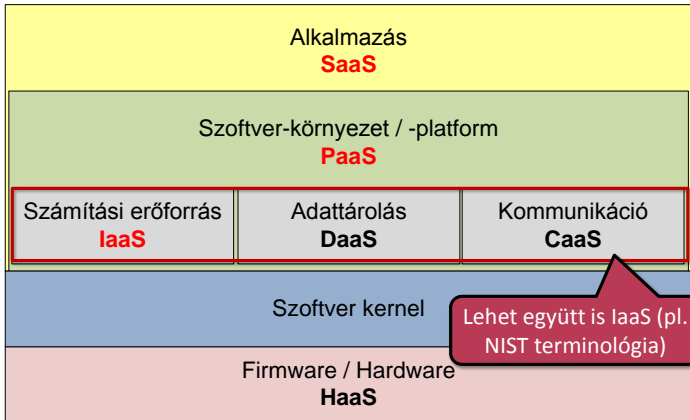 Alkalmazás
SaaS
Szoftver-környezet / -platform
PaaS
Számítási erőforrás
IaaS
Adattárolás
DaaS
Kommunikáció
CaaS
Szoftver kernel
Lehet együtt is IaaS (pl.
NIST terminológia)
Firmware / Hardware
HaaS